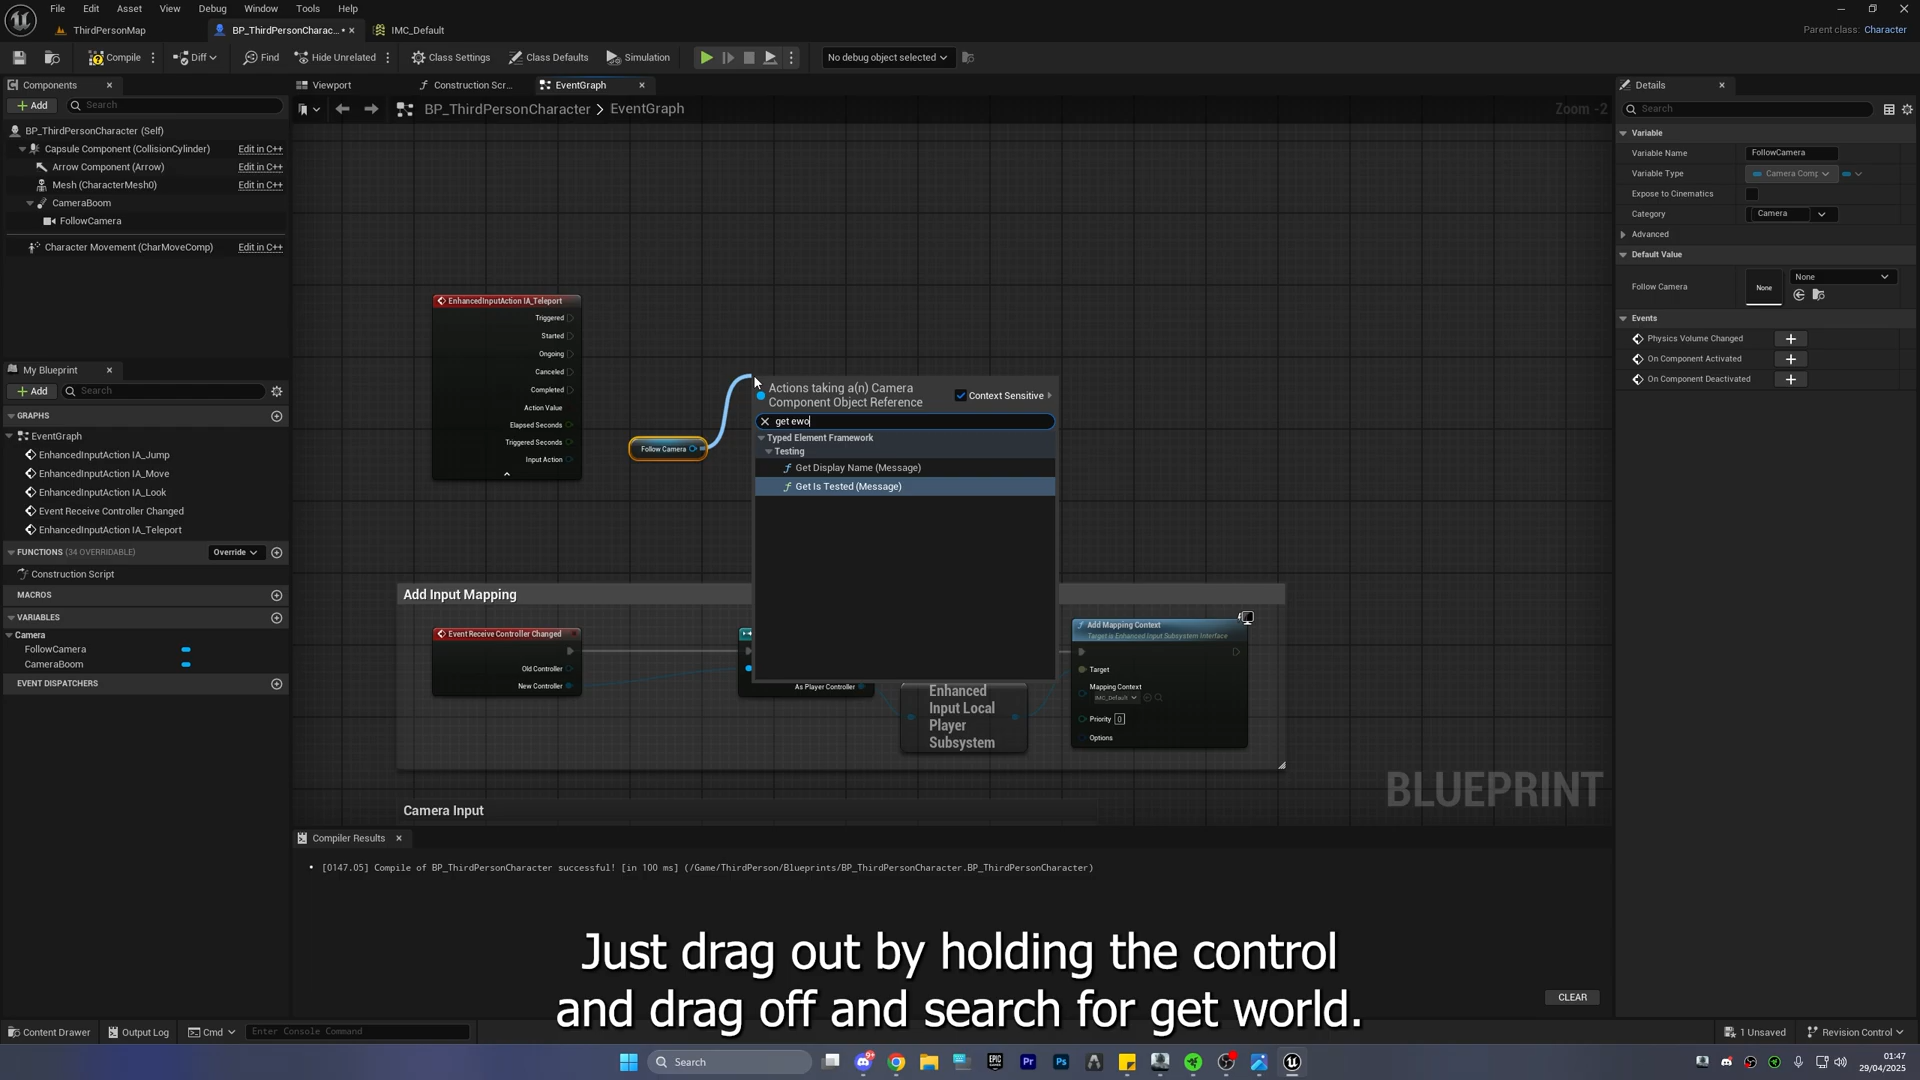 File Edit Asset View Debug Window Tools Help
ThirdPersonMap
BP_ThirdPersonCharac... •
IMC_Default
Parent class: Character
Compile
Diff
Find
Hide Unrelated
Class Settings
Class Defaults
Simulation
No debug object selected
Components
Add
Search
BP_ThirdPersonCharacter (Self)
Capsule Component (CollisionCylinder) Edit in C++
Arrow Component (Arrow) Edit in C++
Mesh (CharacterMesh0) Edit in C++
CameraBoom
FollowCamera
Character Movement (CharMoveComp) Edit in C++
My Blueprint
Add
Search
GRAPHS
EventGraph
EnhancedInputAction IA_Jump
EnhancedInputAction IA_Move
EnhancedInputAction IA_Look
Event Receive Controller Changed
EnhancedInputAction IA_Teleport
FUNCTIONS (34 OVERRIDABLE) Override
Construction Script
MACROS
VARIABLES
Camera
FollowCamera
CameraBoom
EVENT DISPATCHERS
Viewport
Construction Scr...
EventGraph
BP_ThirdPersonCharacter > EventGraph
Zoom -2
EnhancedInputAction IA_Teleport
Triggered
Started
Ongoing
Canceled
Completed
Action Value
Elapsed Seconds
Triggered Seconds
Input Action
Follow Camera
Actions taking a(n) Camera
Component Object Reference
Context Sensitive
get ewo
Typed Element Framework
Testing
Get Display Name (Message)
Get Is Tested (Message)
Add Input Mapping
Event Receive Controller Changed
Old Controller
New Controller
As Player Controller
Enhanced
Input Local
Player
Subsystem
Add Mapping Context
Target is Enhanced Input Subsystem Interface
Target
Mapping Context
IMC_Default
Priority 0
Options
BLUEPRINT
Camera Input
Compiler Results
[0147.05] Compile of BP_ThirdPersonCharacter successful! [in 100 ms] (/Game/ThirdPerson/Blueprints/BP_ThirdPersonCharacter.BP_ThirdPersonCharacter)
CLEAR
Details
Search
Variable
Variable Name FollowCamera
Variable Type Camera Comp
Expose to Cinematics
Category Camera
Advanced
Default Value
Follow Camera None None
Events
Physics Volume Changed
On Component Activated
On Component Deactivated
Just drag out by holding the control
and drag off and search for get world.
Content Drawer
Output Log
Cmd
Enter Console Command
1 Unsaved
Revision Control
Search
01:47
29/04/2025